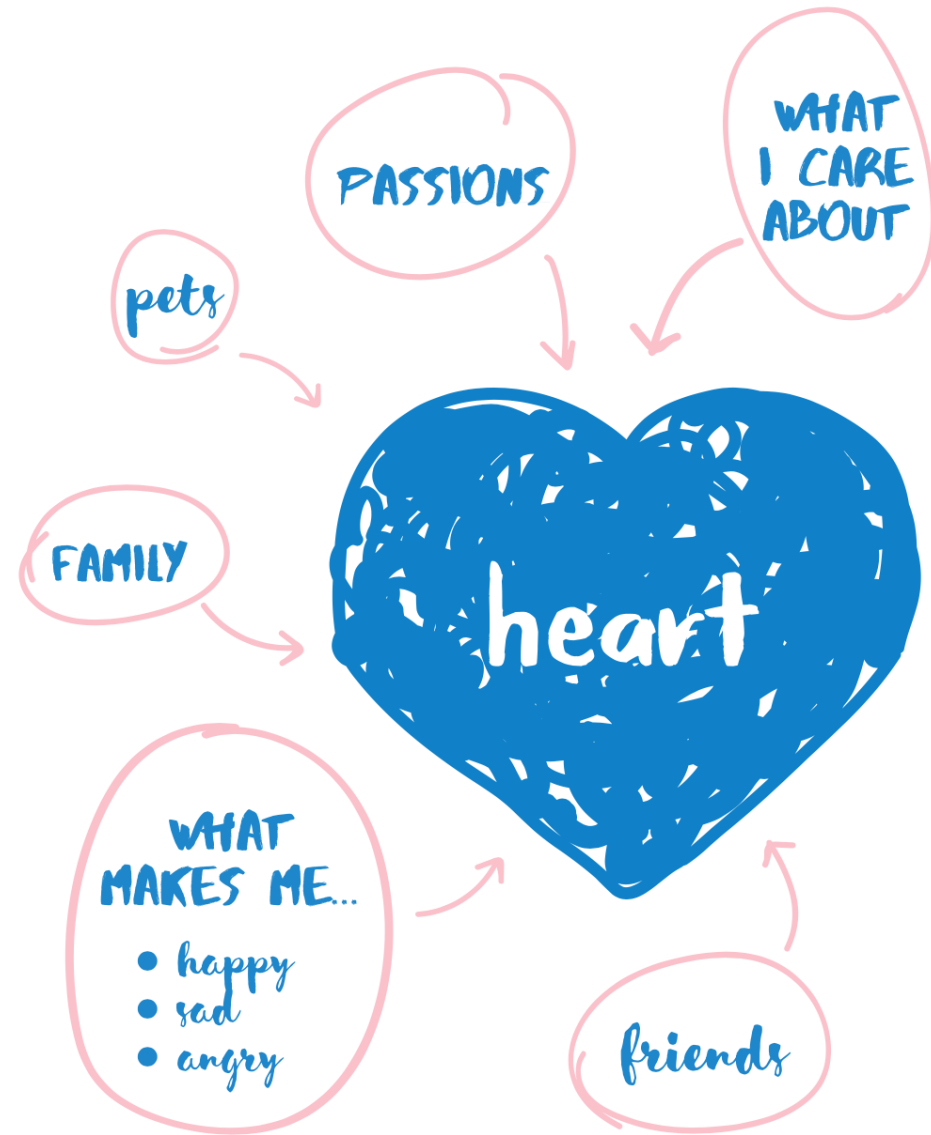 PASSIONS
WHAT
I CARE
ABOUT
pets
FAMILY
heart
WHAT
MAKES ME...
• happy
• sad
• angry
friends